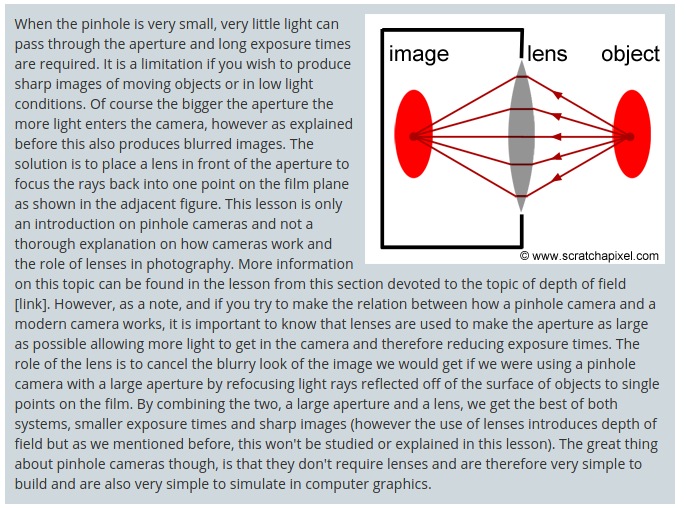 When the pinhole is very small, very little light can
pass through the aperture and long exposure times
are required. It is a limitation if you wish to produce
sharp images of moving objects or in low light
conditions. Of course the bigger the aperture the
more light enters the camera, however as explained
before this also produces blurred images. The
solution is to place a lens in front of the aperture to
focus the rays back into one point on the film plane
as shown in the adjacent figure. This lesson is only
an introduction on pinhole cameras and not a
thorough explanation on how cameras work and
the role of lenses in photography. More information
on this topic can be found in the lesson from this section devoted to the topic of depth of field
[link]. However, as a note, and if you try to make the relation between how a pinhole camera and a
modern camera works, it is important to know that lenses are used to make the aperture as large
as possible allowing more light to get in the camera and therefore reducing exposure times. The
role of the lens is to cancel the blurry look of the image we would get if we were using a pinhole
camera with a large aperture by refocusing light rays reflected off of the surface of objects to single
points on the film. By combining the two, a large aperture and a lens, we get the best of both
systems, smaller exposure times and sharp images (however the use of lenses introduces depth of
field but as we mentioned before, this won't be studied or explained in this lesson). The great thing
about pinhole cameras though, is that they don't require lenses and are therefore very simple to
build and are also very simple to simulate in computer graphics.
image lens object
© www.scratchapixel.com